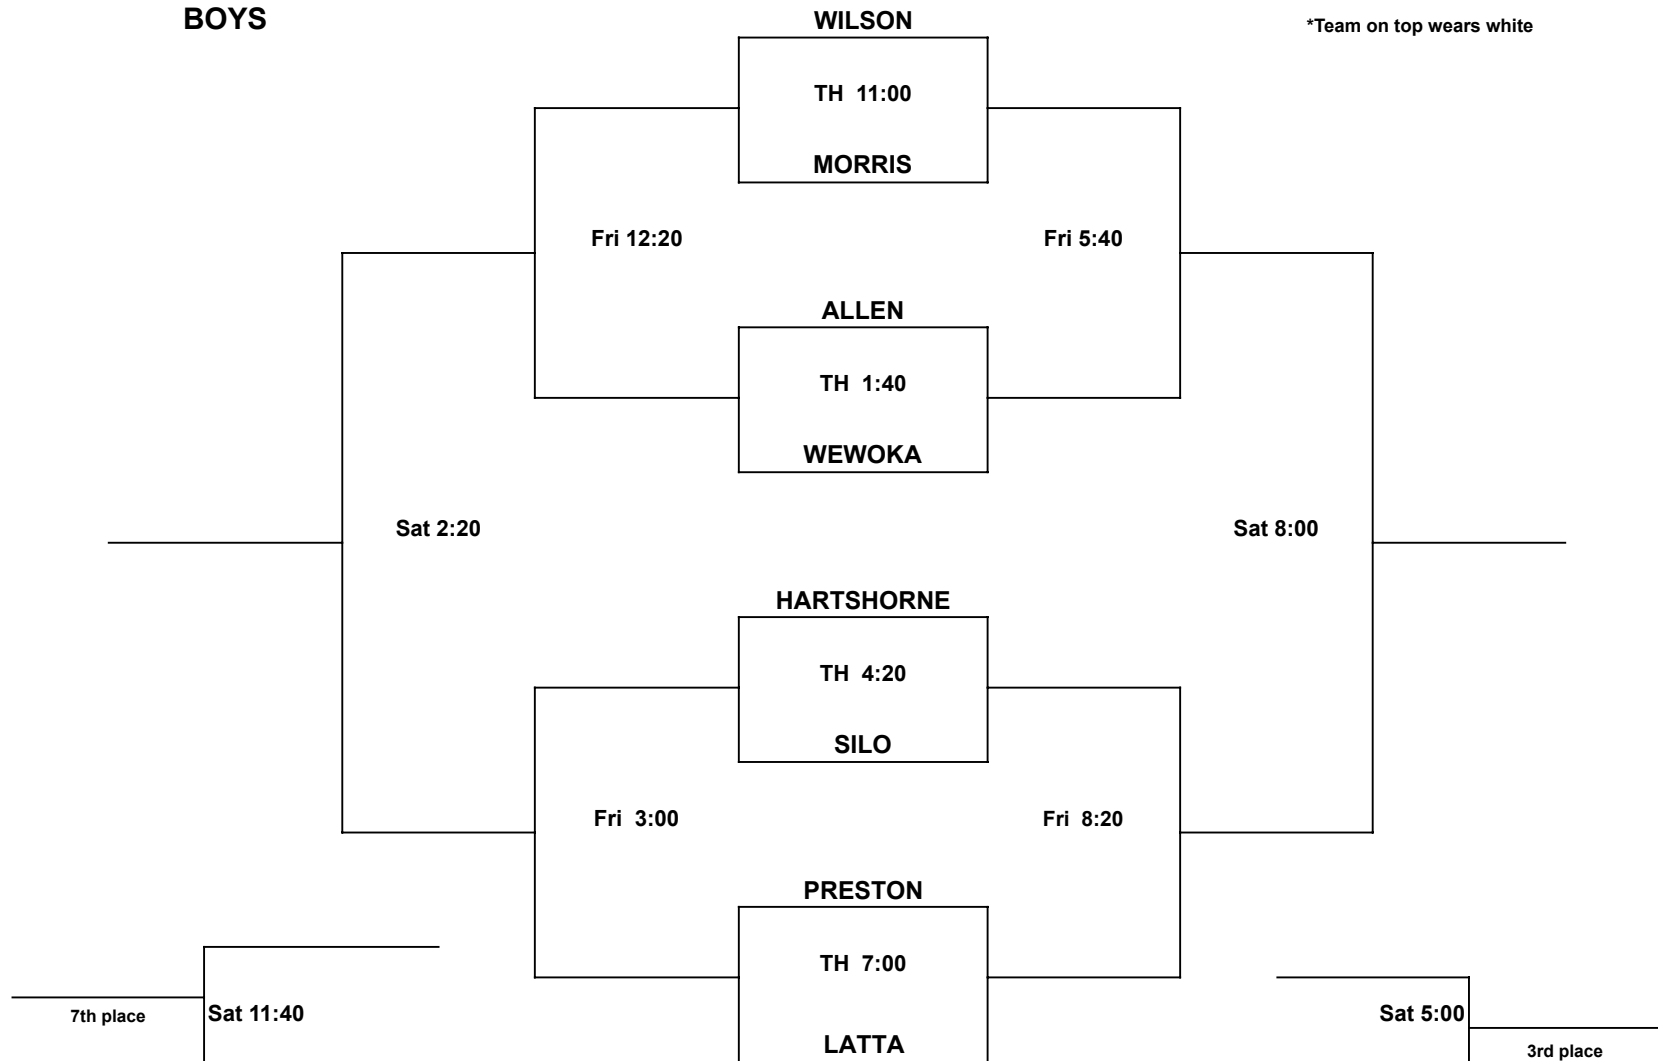 BOYS
WILSON
*Team on top wears white
TH 11:00
MORRIS
Fri 12:20
Fri 5:40
ALLEN
TH 1:40
WEWOKA
Sat 2:20
Sat 8:00
HARTSHORNE
TH 4:20
SILO
Fri 3:00
Fri 8:20
PRESTON
TH 7:00
7th place
Sat 11:40
Sat 5:00
LATTA
3rd place